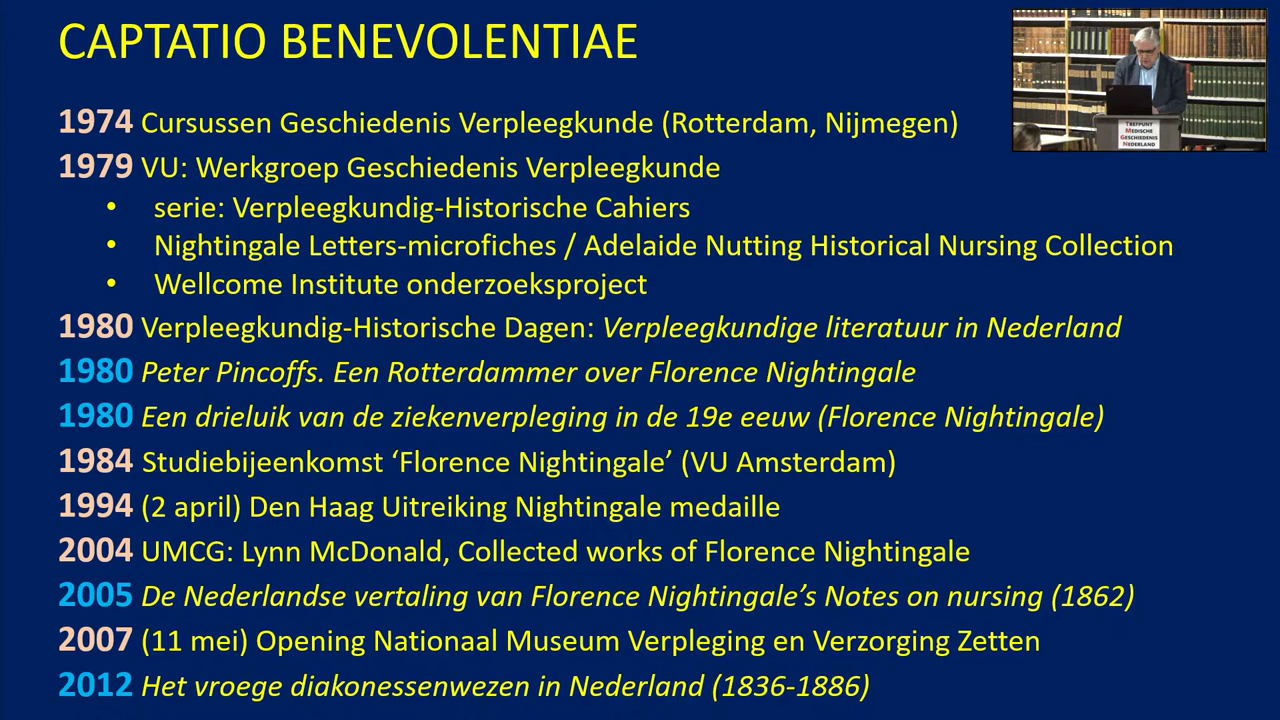 CAPTATIO BENEVOLENTIAE
1974 Cursussen Geschiedenis Verpleegkunde (Rotterdam, Nijmegen)
1979 VU: Werkgroep Geschiedenis Verpleegkunde
• serie: Verpleegkundig-Historische Cahiers
• Nightingale Letters-microfiches / Adelaide Nutting Historical Nursing Collection
• Wellcome Institute onderzoeksproject
1980 Verpleegkundig-Historische Dagen: Verpleegkundige literatuur in Nederland
1980 Peter Pincoffs. Een Rotterdammer over Florence Nightingale
1980 Een drieluik van de ziekenverpleging in de 19e eeuw (Florence Nightingale)
1984 Studiebijeenkomst ‘Florence Nightingale’ (VU Amsterdam)
1994 (2 april) Den Haag Uitreiking Nightingale medaille
2004 UMCG: Lynn McDonald, Collected works of Florence Nightingale
2005 De Nederlandse vertaling van Florence Nightingale’s Notes on nursing (1862)
2007 (11 mei) Opening Nationaal Museum Verpleging en Verzorging Zetten
2012 Het vroege diakonessenwezen in Nederland (1836-1886)
TREFPUNT
MEDISCHE
GESCHIEDENIS
NEDERLAND